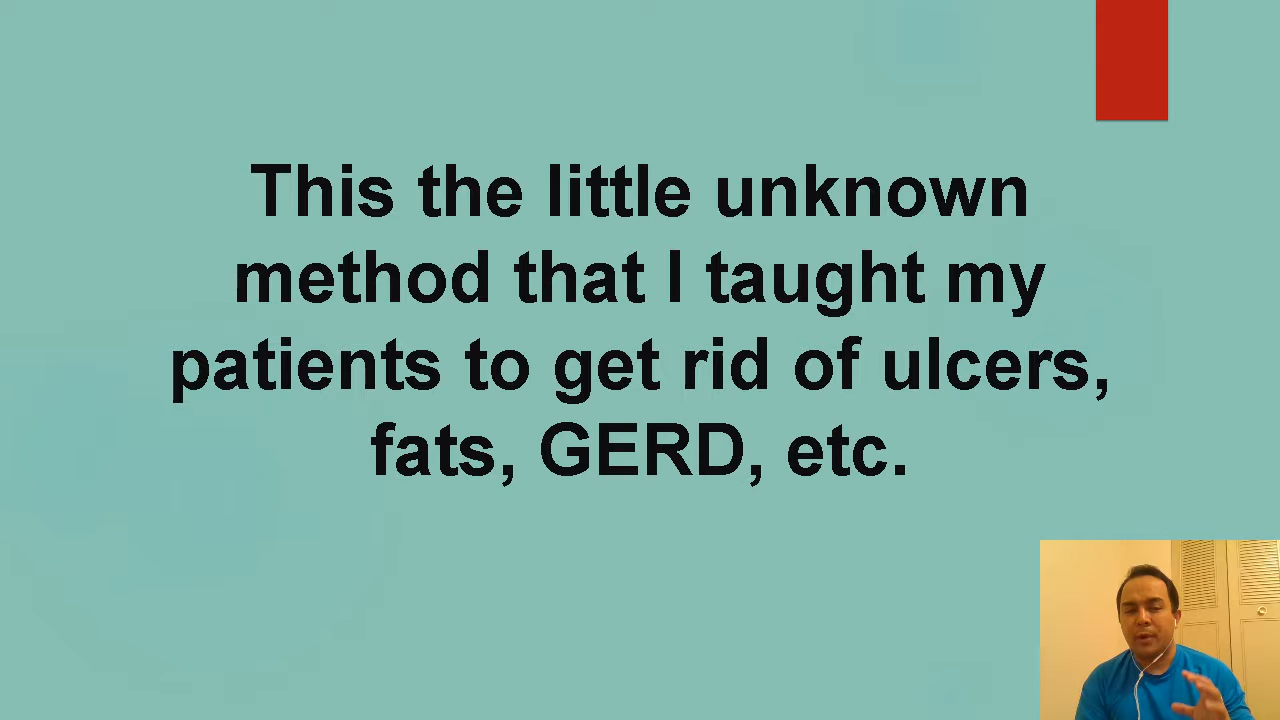 This the little unknown
method that I taught my
patients to get rid of ulcers,
fats, GERD, etc.